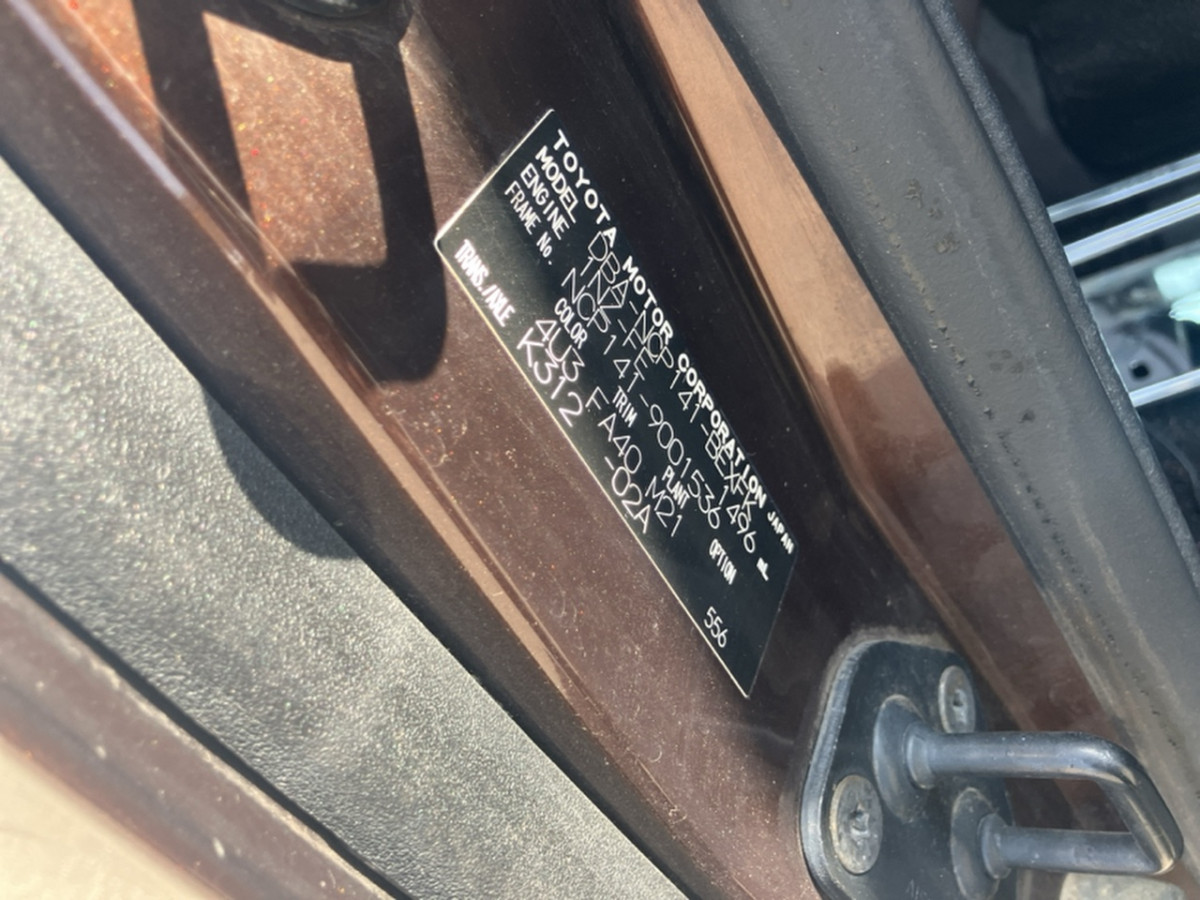 TOYOTA MOTOR CORPORATION JAPAN
MODEL DBA-NCP141-BEXFK
ENGINE 1NZ-FE 1496 mL
FRAME No. NCP141-9001536
COLOR TRIM PLANT OPTION
4U3 FA40 M21
TRANS./AXLE K312 -02A 556